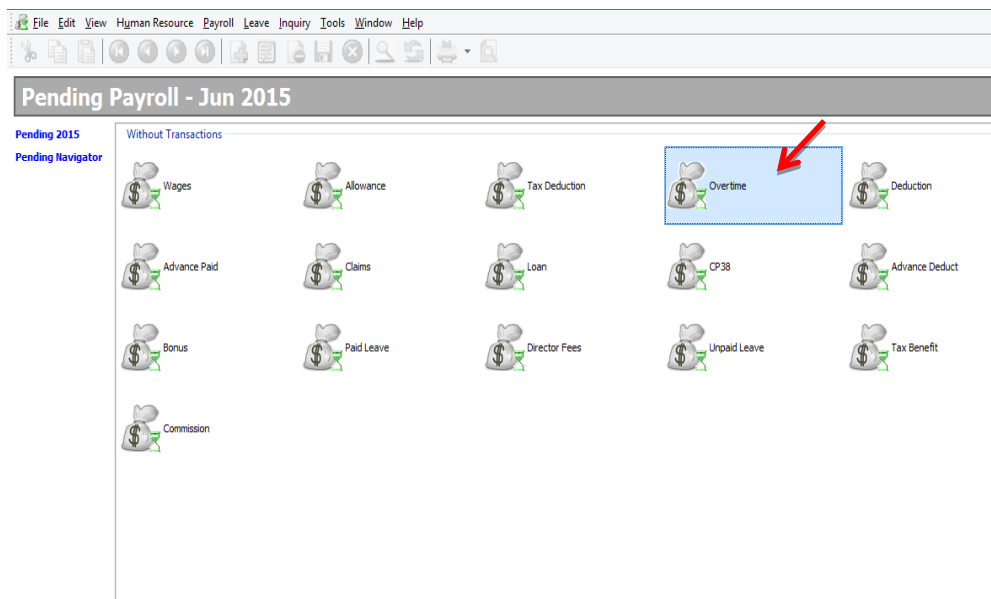 File Edit View Human Resource Payroll Leave Inquiry Tools Window Help
Pending Payroll - Jun 2015
Pending 2015
Pending Navigator
Without Transactions
Wages Allowance Tax Deduction Overtime Deduction
Advance Paid Claims Loan CP38 Advance Deduct
Bonus Paid Leave Director Fees Unpaid Leave Tax Benefit
Commission